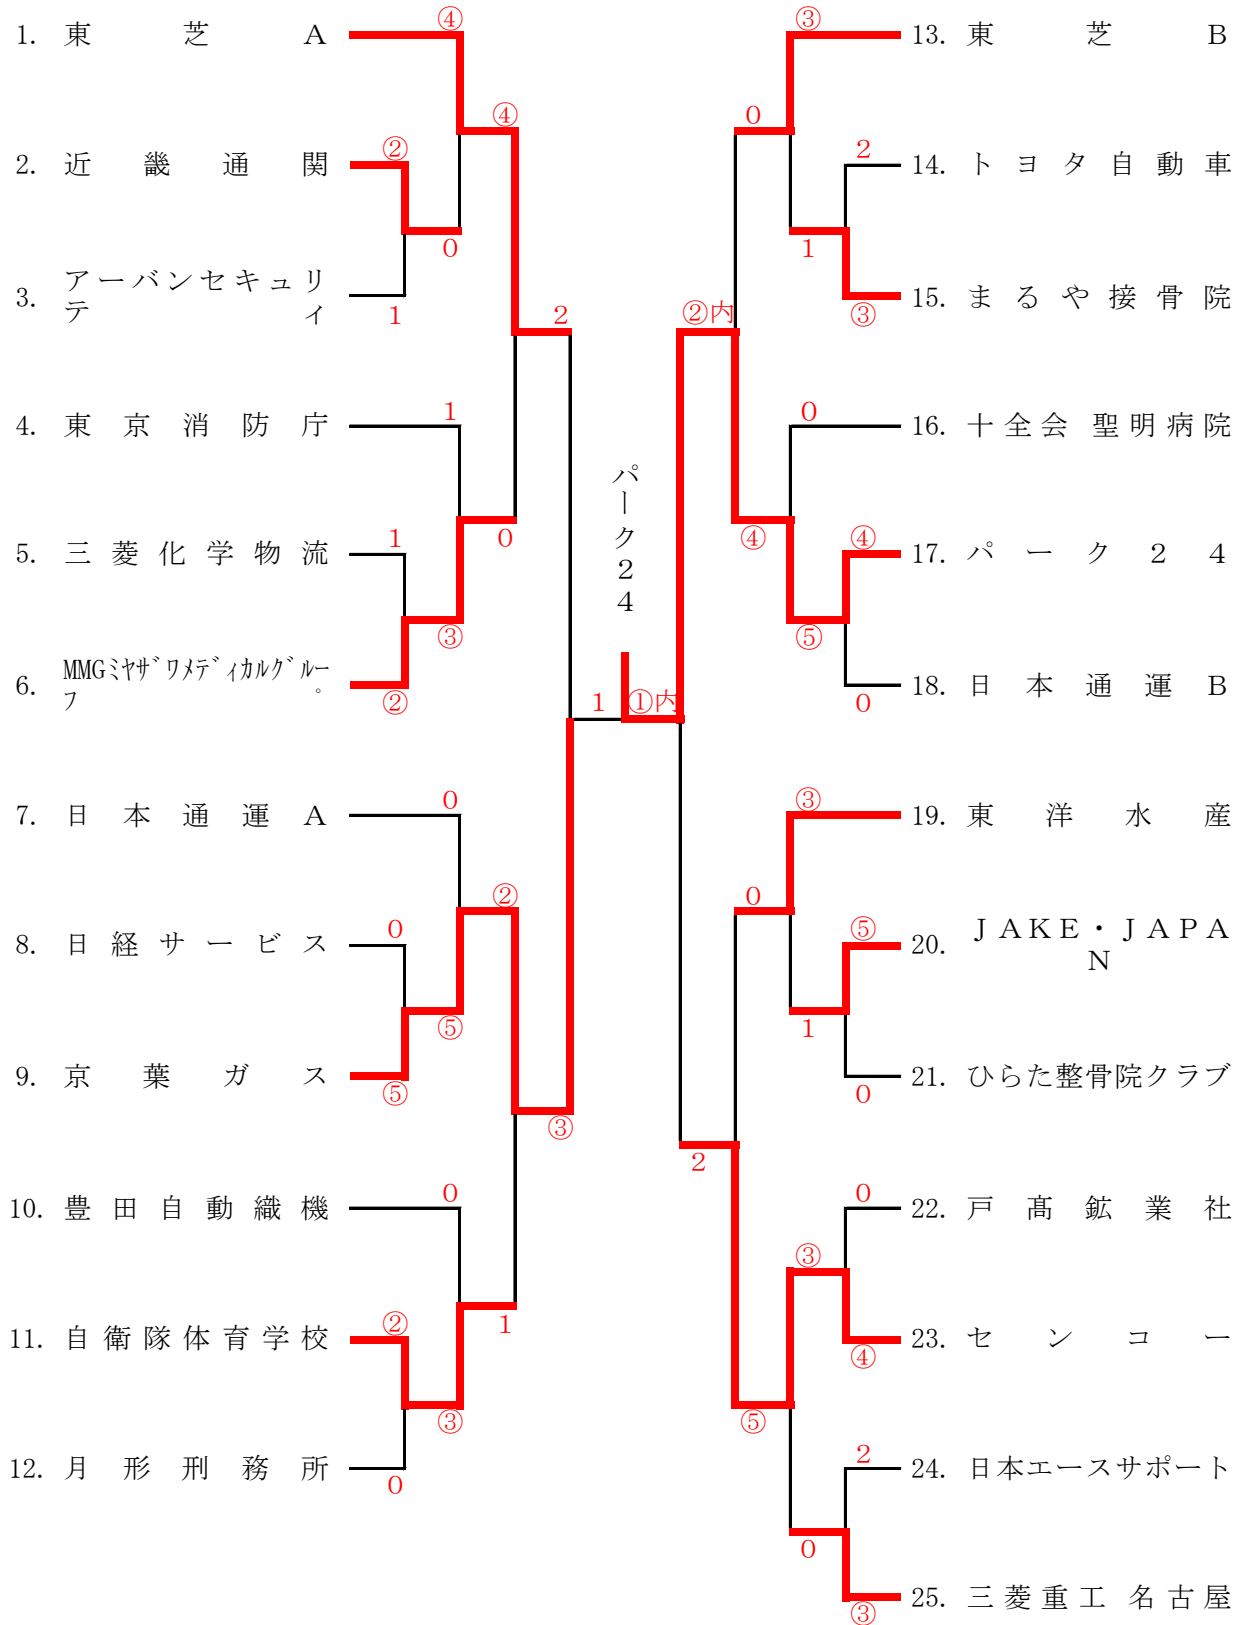 ④
1. 東芝A
④
2. 近畿通関
②
0
3. アーバンセキュリ
ティ
1
2
4. 東京消防庁
1
5. 三菱化学物流
1
0
③
6. MMGミヤザワメディカルグルー
プ
②
7. 日本通運A
0
②
8. 日経サービス
0
⑤
9. 京葉ガス
⑤
③
10. 豊田自動織機
0
1
11. 自衛隊体育学校
②
③
12. 月形刑務所
0
パーク24
1
①内
③
13. 東芝B
0
2
14. トヨタ自動車
1
15. まるや接骨院
③
②内
0
16. 十全会 聖明病院
④
④
17. パーク24
⑤
18. 日本通運B
0
③
19. 東洋水産
0
⑤
20. JAKE・JAPA
N
1
21. ひらた整骨院クラブ
0
2
0
22. 戸髙鉱業社
③
23. センコー
④
⑤
2
24. 日本エースサポート
0
25. 三菱重工 名古屋
③